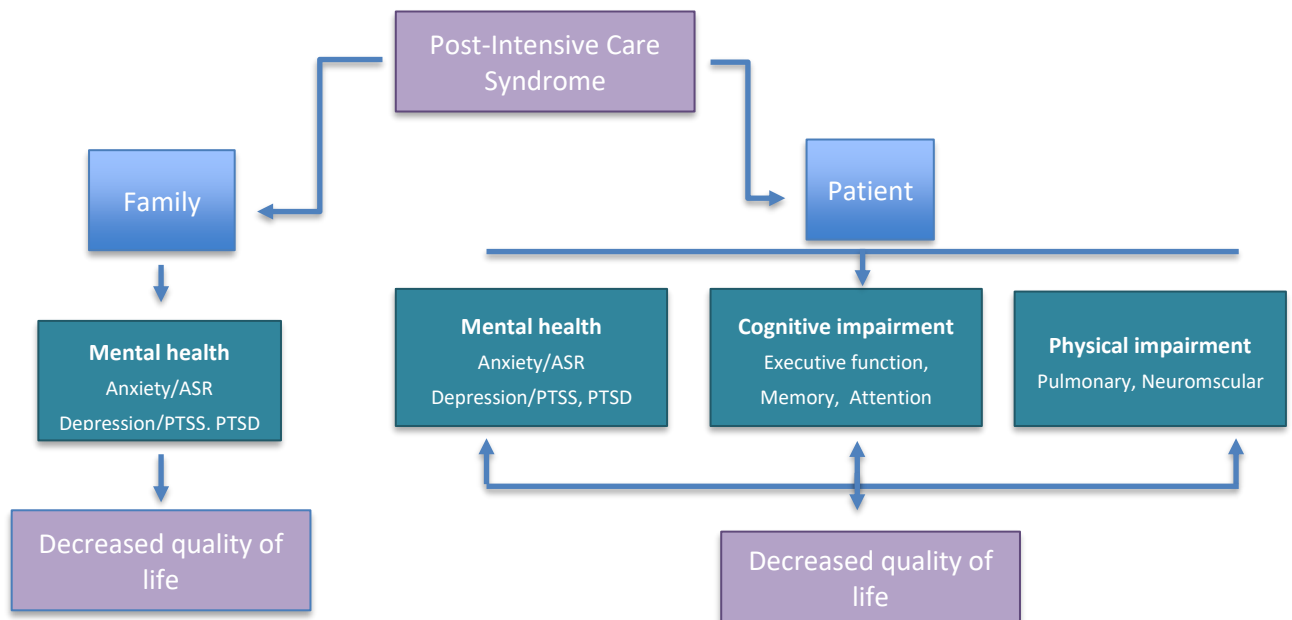 Post-Intensive Care
Syndrome
Family
Patient
Mental health
Anxiety/ASR
Depression/PTSS, PTSD
Mental health
Anxiety/ASR
Depression/PTSS, PTSD
Cognitive impairment
Executive function,
Memory, Attention
Physical impairment
Pulmonary, Neuromscular
Decreased quality of
life
Decreased quality of
life